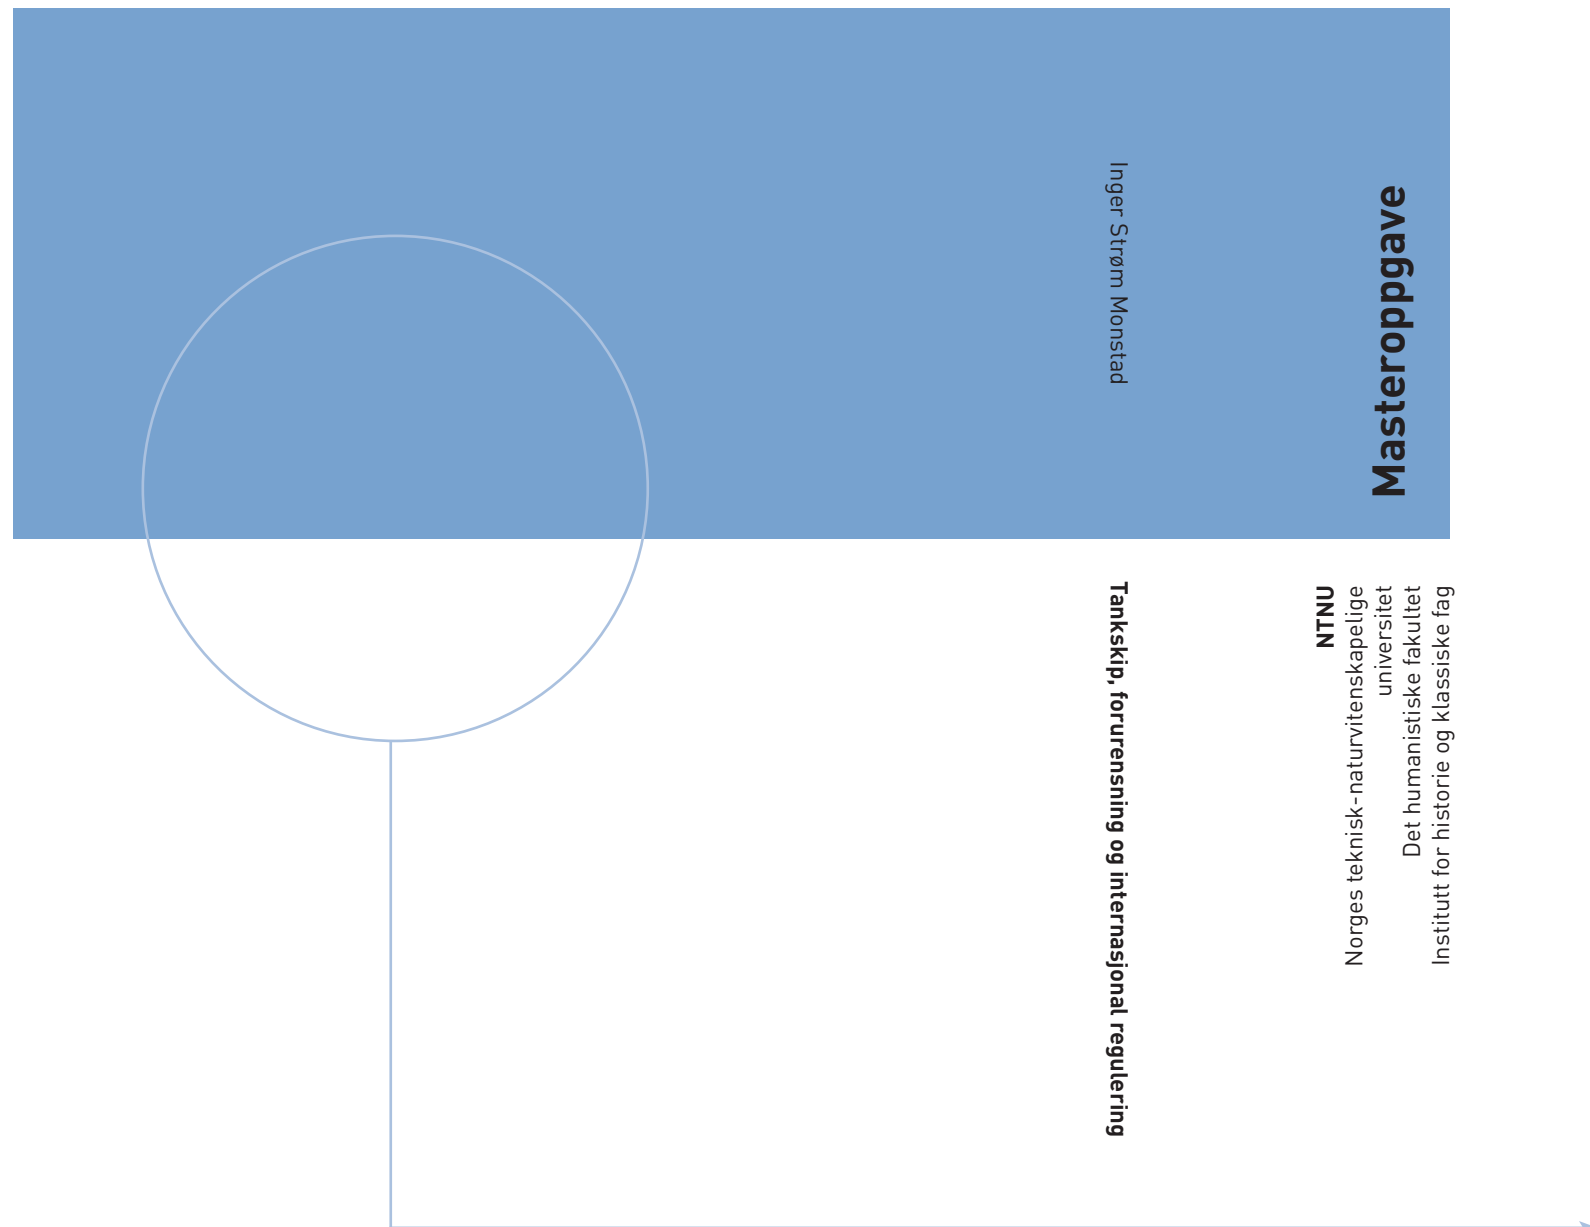 Inger Strøm Monstad
Tankskip, forurensning og internasjonal regulering
Masteroppgave
NTNU
Norges teknisk-naturvitenskapelige
universitet
Det humanistiske fakultet
Institutt for historie og klassiske fag